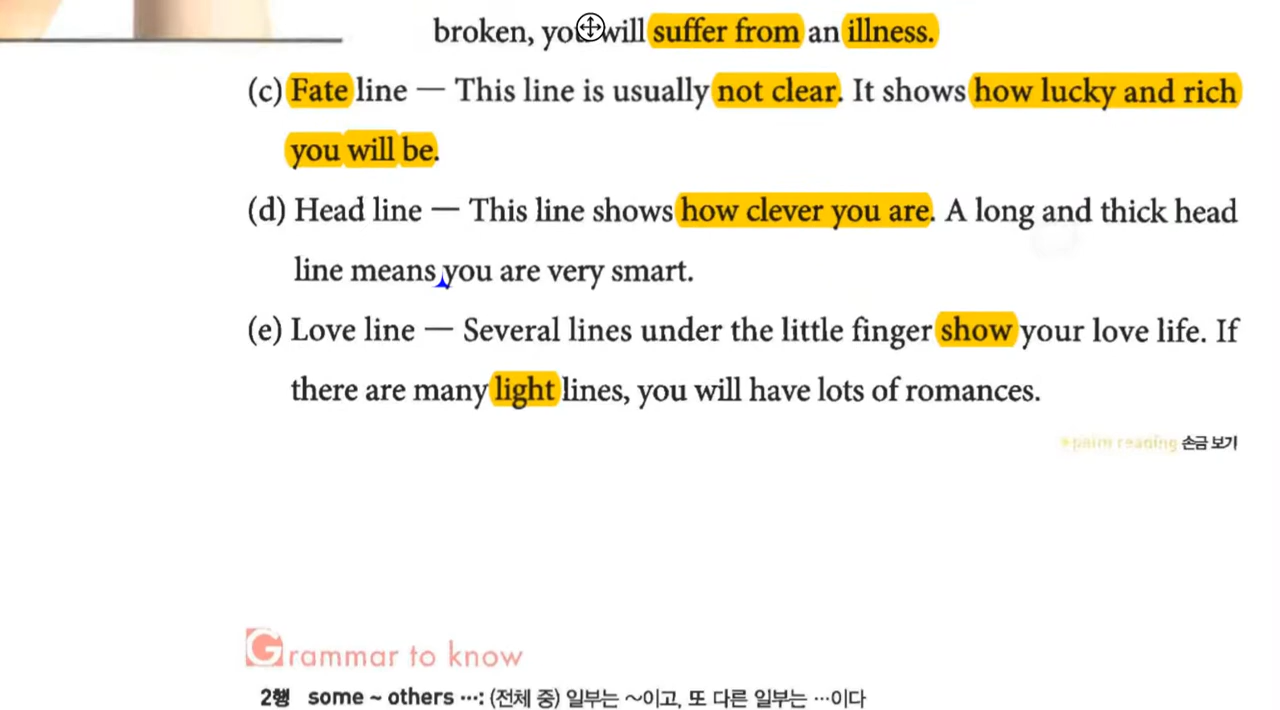 broken, you will suffer from an illness.
(c) Fate line — This line is usually not clear. It shows how lucky and rich
you will be.
(d) Head line — This line shows how clever you are. A long and thick head
line means you are very smart.
(e) Love line — Several lines under the little finger show your love life. If
there are many light lines, you will have lots of romances.
*palm reading 손금 보기
Grammar to know
2행 some ~ others ···: (전체 중) 일부는 ~이고, 또 다른 일부는 ···이다